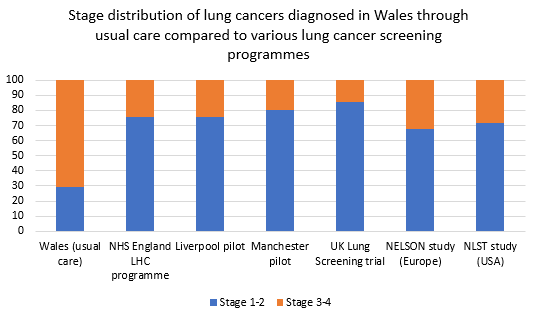 Stage distribution of lung cancers diagnosed in Wales through
usual care compared to various lung cancer screening
programmes
100
90
80
70
60
50
40
30
20
10
0
Wales (usual care)
NHS England LHC programme
Liverpool pilot
Manchester pilot
UK Lung Screening trial
NELSON study (Europe)
NLST study (USA)
Stage 1-2
Stage 3-4